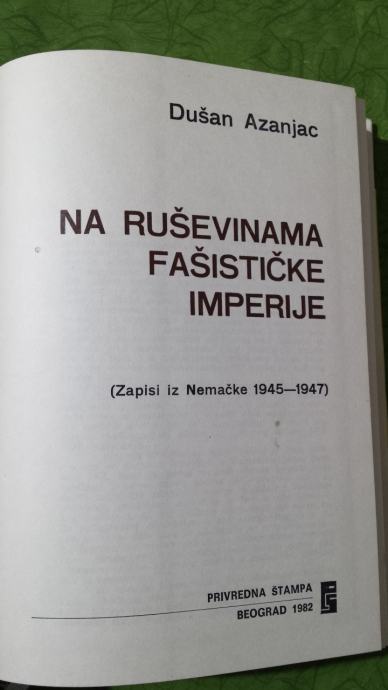 Dušan Azanjac
NA RUŠEVINAMA
FAŠISTIČKE
IMPERIJE
(Zapisi iz Nemačke 1945—1947)
PRIVREDNA ŠTAMPA
BEOGRAD 1982